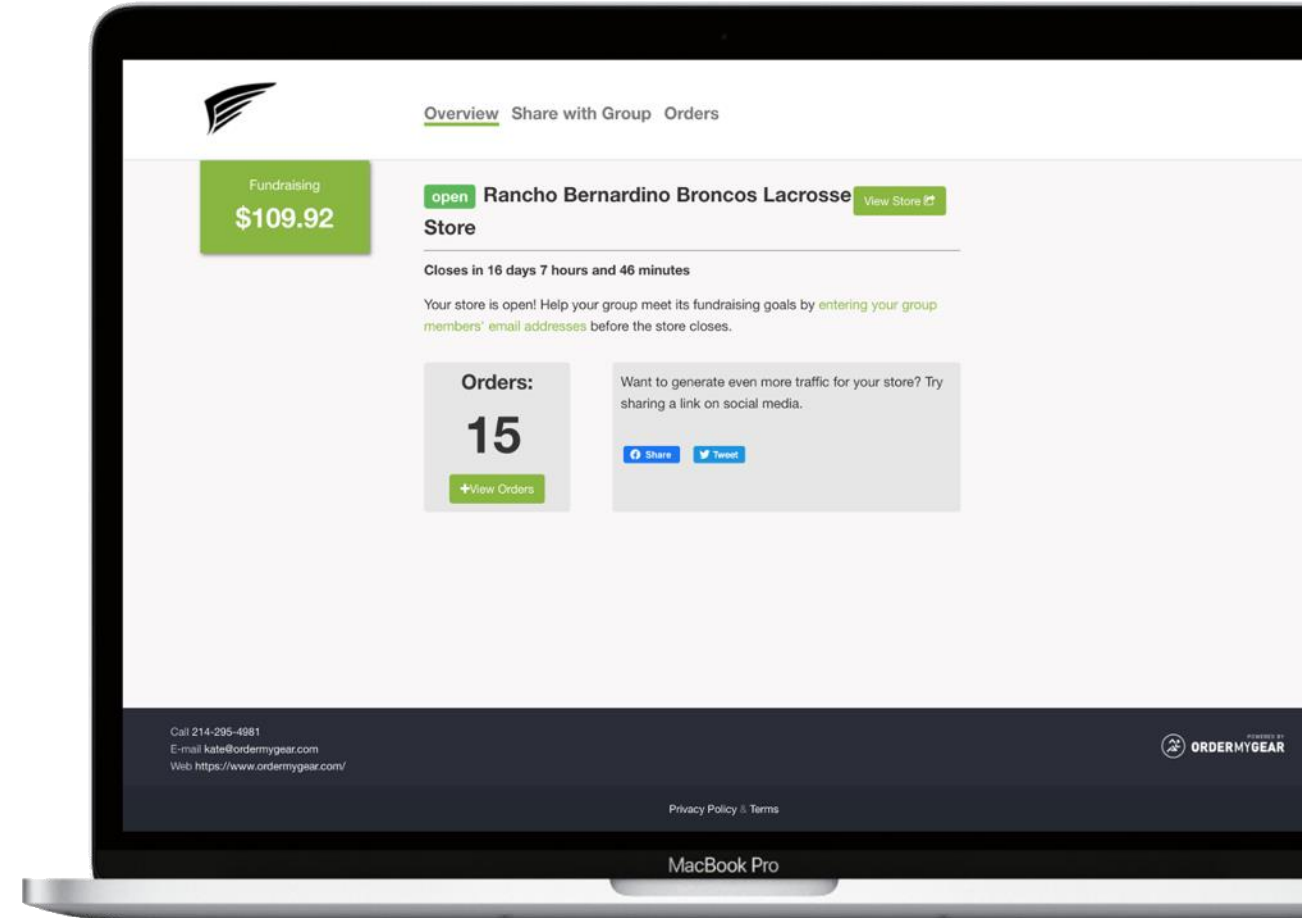 Overview Share with Group Orders
Fundraising
$109.92
open Rancho Bernardino Broncos Lacrosse
Store
View Store
Closes in 16 days 7 hours and 46 minutes
Your store is open! Help your group meet its fundraising goals by entering your group
members' email addresses before the store closes.
Orders:
15
+View Orders
Want to generate even more traffic for your store? Try
sharing a link on social media.
Share Tweet
Call 214-295-4981
E-mail kate@ordermygear.com
Web https://www.ordermygear.com/
POWERED BY
ORDERMYGEAR
Privacy Policy & Terms
MacBook Pro